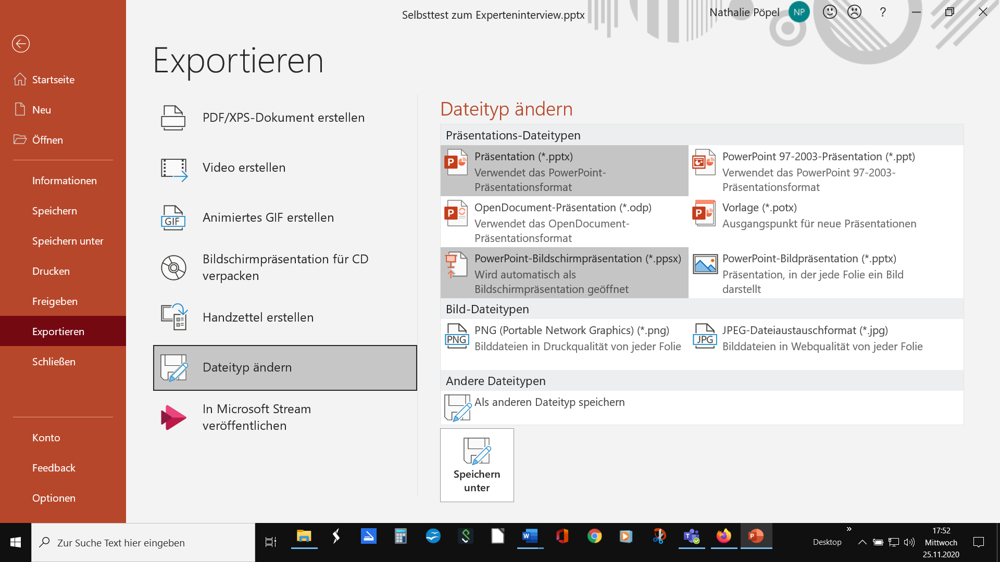 Selbsttest zum Experteninterview.pptx
Nathalie Pöpel
NP
?
Startseite
Neu
Öffnen
Informationen
Speichern
Speichern unter
Drucken
Freigeben
Exportieren
Schließen
Konto
Feedback
Optionen
Exportieren
PDF/XPS-Dokument erstellen
Video erstellen
GIF
Animiertes GIF erstellen
Bildschirmpräsentation für CD
verpacken
Handzettel erstellen
Dateityp ändern
In Microsoft Stream
veröffentlichen
Dateityp ändern
Präsentations-Dateitypen
P
Präsentation (*.pptx)
Verwendet das PowerPoint-
Präsentationsformat
PowerPoint 97-2003-Präsentation (*.ppt)
Verwendet das PowerPoint 97-2003-
Präsentationsformat
P
OpenDocument-Präsentation (*.odp)
Verwendet das OpenDocument-
Präsentationsformat
P
Vorlage (*.potx)
Ausgangspunkt für neue Präsentationen
PowerPoint-Bildschirmpräsentation (*.ppsx)
Wird automatisch als
Bildschirmpräsentation geöffnet
PowerPoint-Bildpräsentation (*.pptx)
Präsentation, in der jede Folie ein Bild
darstellt
Bild-Dateitypen
PNG
PNG (Portable Network Graphics) (*.png)
Bilddateien in Druckqualität von jeder Folie
JPG
JPEG-Dateiaustauschformat (*.jpg)
Bilddateien in Webqualität von jeder Folie
Andere Dateitypen
Als anderen Dateityp speichern
Speichern
unter
Zur Suche Text hier eingeben
W
T
P
Desktop
»
17:52
Mittwoch
25.11.2020